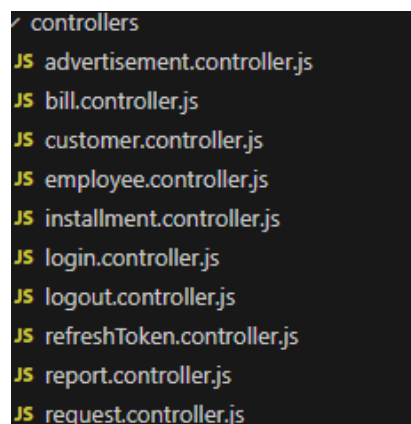 controllers
JS advertisement.controller.js
JS bill.controller.js
JS customer.controller.js
JS employee.controller.js
JS installment.controller.js
JS login.controller.js
JS logout.controller.js
JS refreshToken.controller.js
JS report.controller.js
JS request.controller.js